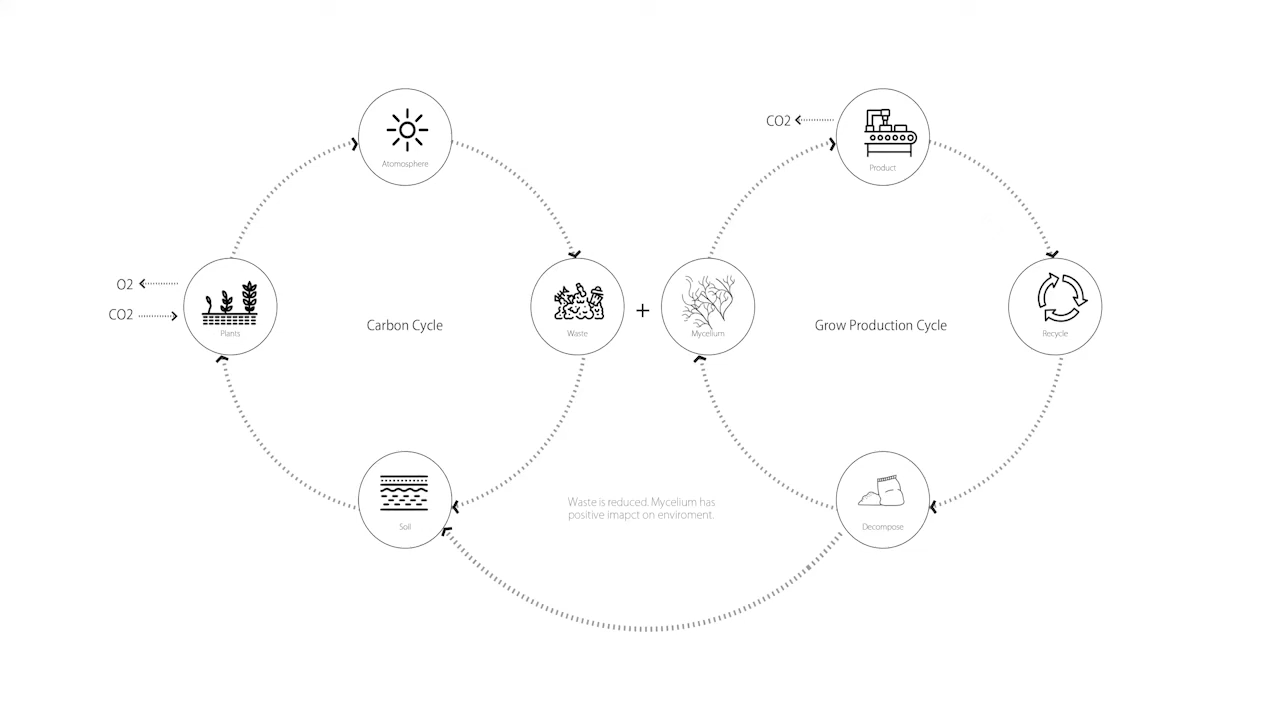 Atomosphere
CO2
Product
O2
CO2
Plants
Carbon Cycle
Waste
+
Mycelium
Grow Production Cycle
Recycle
Soil
Waste is reduced. Mycelium has
positive imapct on enviroment.
Decompose